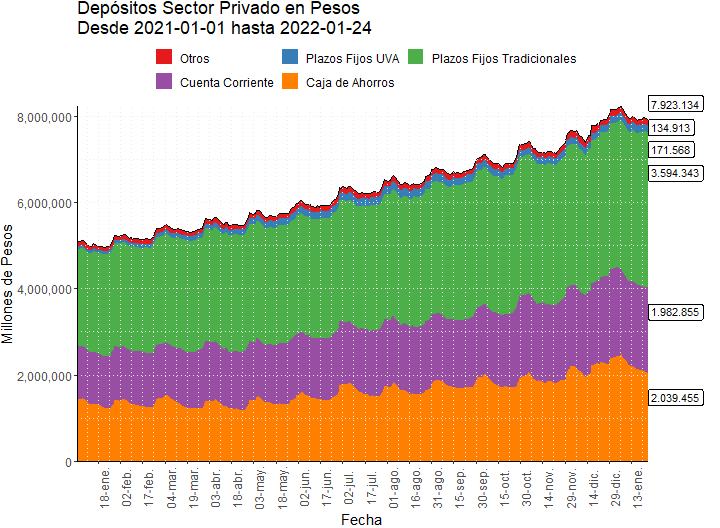 Depósitos Sector Privado en Pesos
Desde 2021-01-01 hasta 2022-01-24
Otros
Plazos Fijos UVA
Plazos Fijos Tradicionales
Cuenta Corriente
Caja de Ahorros
Millones de Pesos
8,000,000
6,000,000
4,000,000
2,000,000
0
7.923.134
134.913
171.568
3.594.343
1.982.855
2.039.455
18-ene.
02-feb.
17-feb.
04-mar.
19-mar.
03-abr.
18-abr.
03-may.
18-may.
02-jun.
17-jun.
02-jul.
17-jul.
01-ago.
16-ago.
31-ago.
15-sep.
30-sep.
15-oct.
30-oct.
14-nov.
29-nov.
14-dic.
29-dic.
13-ene.
Fecha